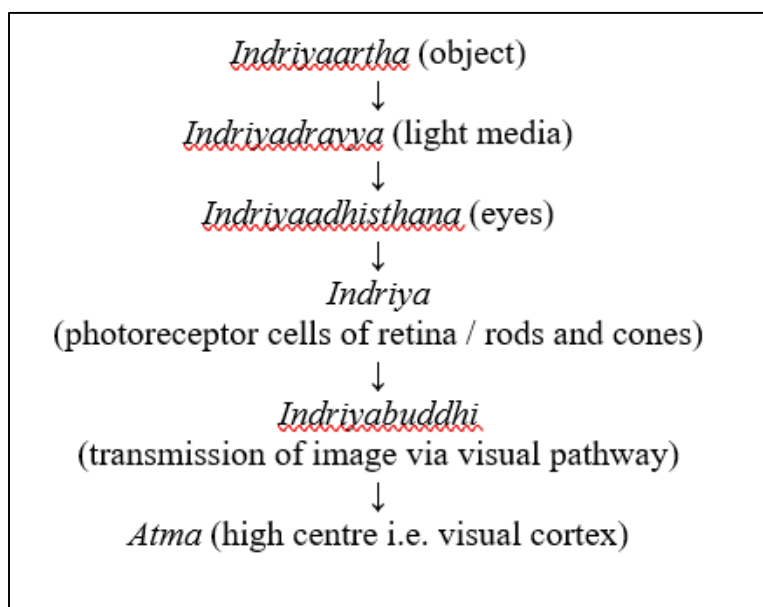 Indriyaartha (object)
↓
Indriyadravya (light media)
↓
Indriyaadhisthana (eyes)
↓
Indriya
(photoreceptor cells of retina / rods and cones)
↓
Indriyabuddhi
(transmission of image via visual pathway)
↓
Atma (high centre i.e. visual cortex)